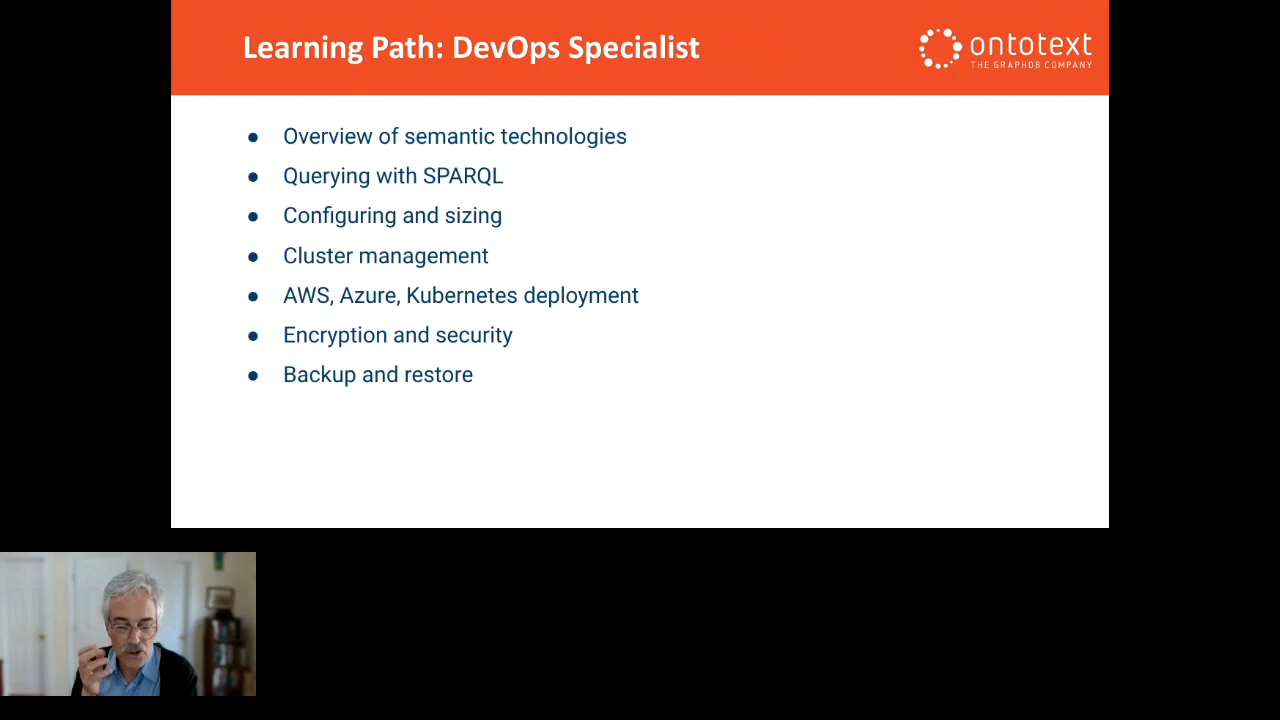 Learning Path: DevOps Specialist
ontotext
THE GRAPHDB COMPANY
● Overview of semantic technologies
● Querying with SPARQL
● Configuring and sizing
● Cluster management
● AWS, Azure, Kubernetes deployment
● Encryption and security
● Backup and restore